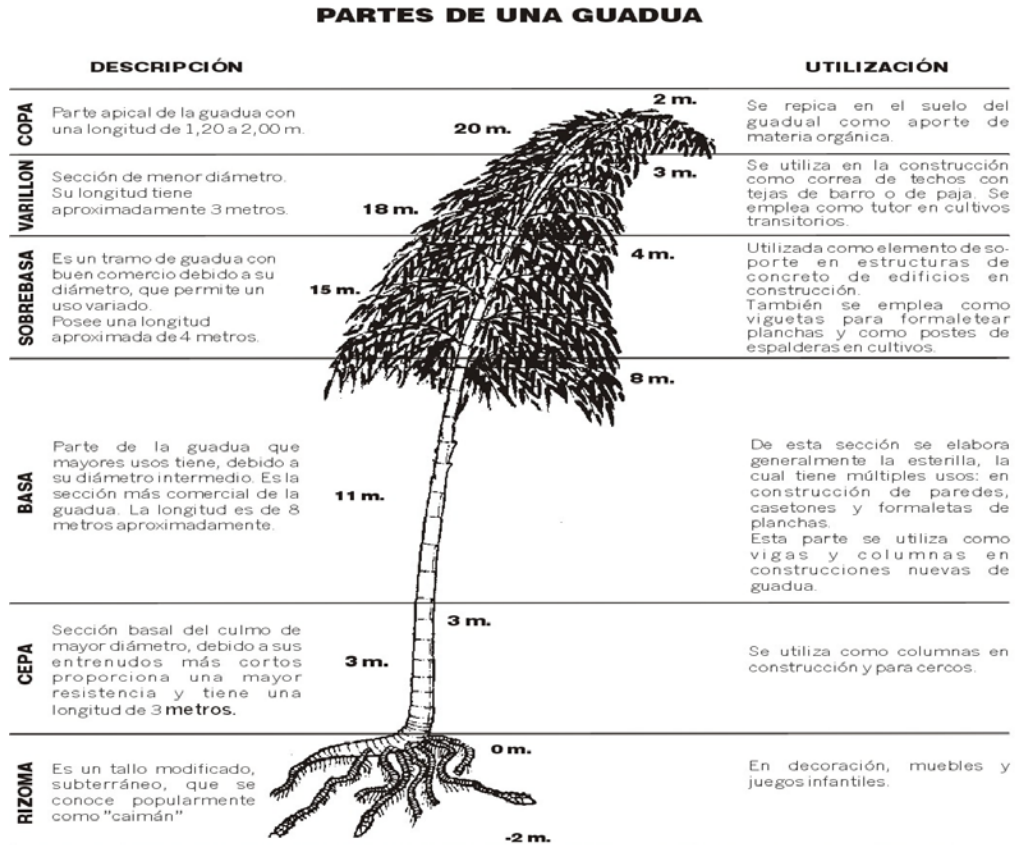 PARTES DE UNA GUADUA
DESCRIPCIÓN
UTILIZACIÓN
COPA
Parte apical de la guadua con
una longitud de 1,20 a 2,00 m.
20 m.
2 m.
Se repica en el suelo del
guadual como aporte de
materia orgánica.
VARILLON
Sección de menor diámetro.
Su longitud tiene
aproximadamente 3 metros.
18 m.
3 m.
Se utiliza en la construcción
como correa de techos con
tejas de barro o de paja. Se
emplea como tutor en cultivos
transitorios.
SOBREBASA
Es un tramo de guadua con
buen comercio debido a su
diámetro, que permite un
uso variado.
Posee una longitud
aproximada de 4 metros.
15 m.
4 m.
Utilizada como elemento de so-
porte en estructuras de
concreto de edificios en
construcción.
También se emplea como
viguetas para formaletear
planchas y como postes de
espalderas en cultivos.
BASA
Parte de la guadua que
mayores usos tiene, debido a
su diámetro intermedio. Es la
sección más comercial de la
guadua. La longitud es de 8
metros aproximadamente.
11 m.
8 m.
De esta sección se elabora
generalmente la esterilla, la
cual tiene múltiples usos: en
construcción de paredes,
casetones y formaletas de
planchas.
Esta parte se utiliza como
vigas y columnas en
construcciones nuevas de
guadua.
CEPA
Sección basal del culmo de
mayor diámetro, debido a sus
entrenudos más cortos
proporciona una mayor
resistencia y tiene una
longitud de 3 metros.
3 m.
3 m.
Se utiliza como columnas en
construcción y para cercos.
RIZOMA
Es un tallo modificado,
subterráneo, que se
conoce popularmente
como "caimán"
0 m.
-2 m.
En decoración, muebles y
juegos infantiles.